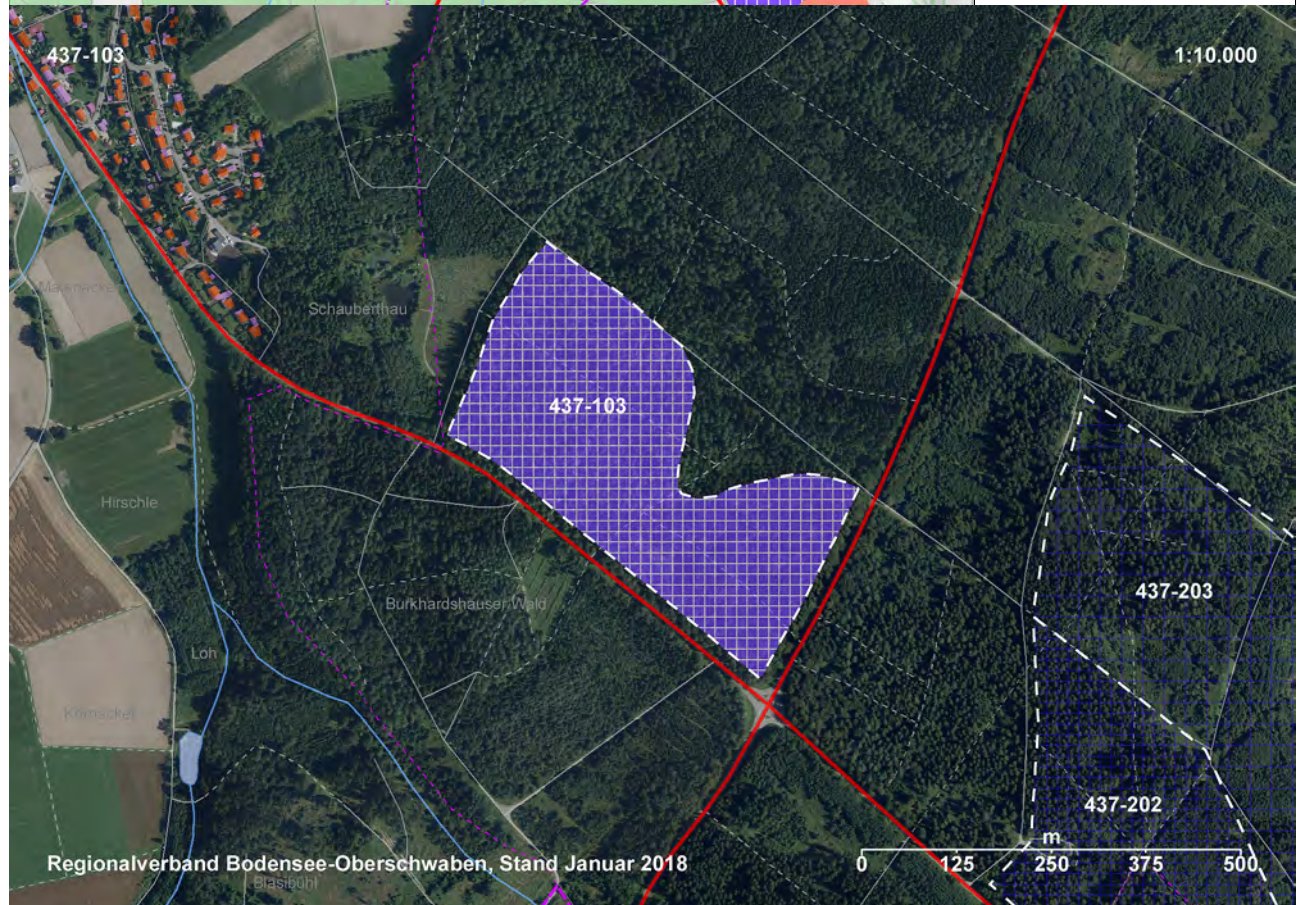 437-103
1:10.000
Schauberthau
437-103
Hirschle
437-203
Burkhardshauser Wald
Loh
437-202
m
0 125 250 375 500
Regionalverband Bodensee-Oberschwaben, Stand Januar 2018
Blasibühl